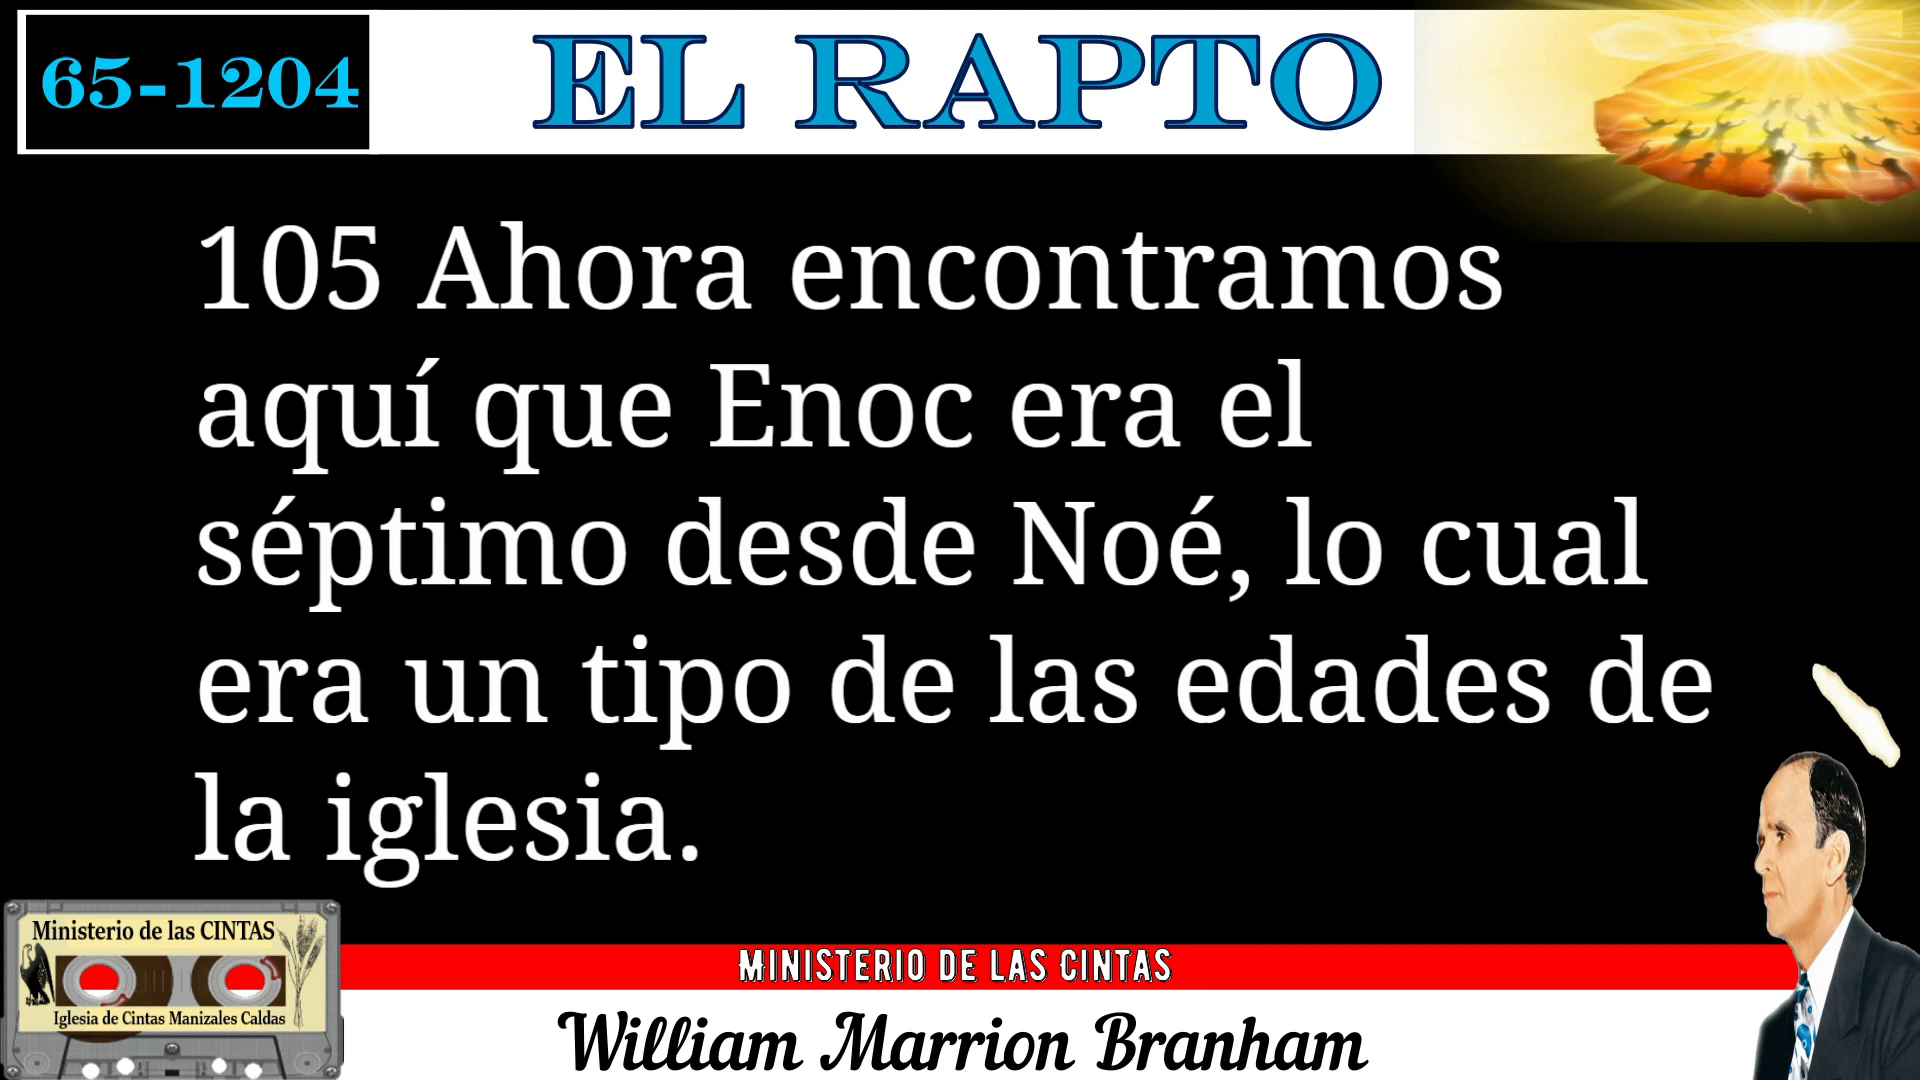 65-1204
EL RAPTO
105 Ahora encontramos
aquí que Enoc era el
séptimo desde Noé, lo cual
era un tipo de las edades de
la iglesia.
Ministerio de las CINTAS
Iglesia de Cintas Manizales Caldas
MINISTERIO DE LAS CINTAS
William Marrion Branham